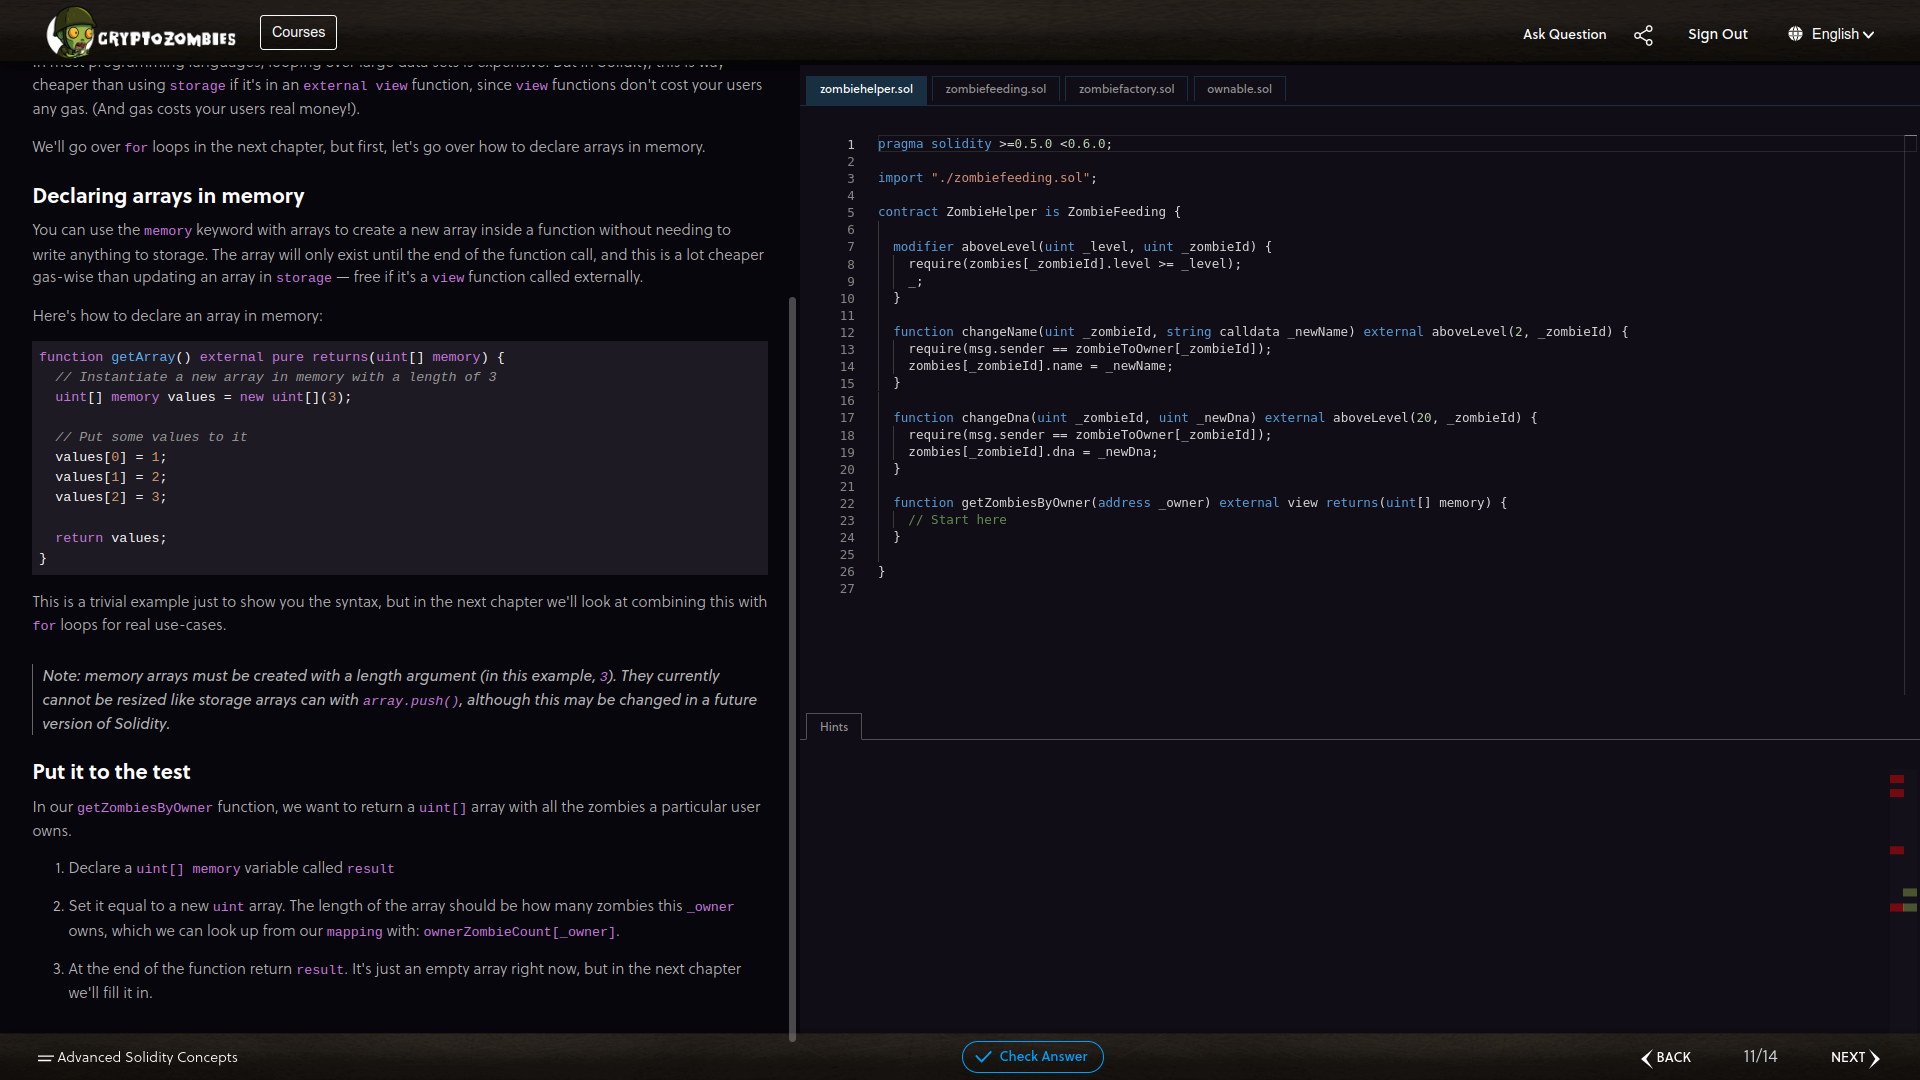 CRYPTOZOMBIES
Courses
Ask Question
Sign Out
English
In most programming languages, looping over large data sets is expensive. But in Solidity, this is way
cheaper than using storage if it's in an external view function, since view functions don't cost your users
any gas. (And gas costs your users real money!).
We'll go over for loops in the next chapter, but first, let's go over how to declare arrays in memory.
Declaring arrays in memory
You can use the memory keyword with arrays to create a new array inside a function without needing to
write anything to storage. The array will only exist until the end of the function call, and this is a lot cheaper
gas-wise than updating an array in storage — free if it's a view function called externally.
Here's how to declare an array in memory:
function getArray() external pure returns(uint[] memory) {
// Instantiate a new array in memory with a length of 3
uint[] memory values = new uint[](3);
// Put some values to it
values[0] = 1;
values[1] = 2;
values[2] = 3;
return values;
}
This is a trivial example just to show you the syntax, but in the next chapter we'll look at combining this with
for loops for real use-cases.
Note: memory arrays must be created with a length argument (in this example, 3). They currently
cannot be resized like storage arrays can with array.push(), although this may be changed in a future
version of Solidity.
Put it to the test
In our getZombiesByOwner function, we want to return a uint[] array with all the zombies a particular user
owns.
1. Declare a uint[] memory variable called result
2. Set it equal to a new uint array. The length of the array should be how many zombies this _owner
owns, which we can look up from our mapping with: ownerZombieCount[_owner].
3. At the end of the function return result. It's just an empty array right now, but in the next chapter
we'll fill it in.
zombiehelper.sol
zombiefeeding.sol
zombiefactory.sol
ownable.sol
1 pragma solidity >=0.5.0 <0.6.0;
2
3 import "./zombiefeeding.sol";
4
5 contract ZombieHelper is ZombieFeeding {
6
7 modifier aboveLevel(uint _level, uint _zombieId) {
8 require(zombies[_zombieId].level >= _level);
9 _;
10 }
11
12 function changeName(uint _zombieId, string calldata _newName) external aboveLevel(2, _zombieId) {
13 require(msg.sender == zombieToOwner[_zombieId]);
14 zombies[_zombieId].name = _newName;
15 }
16
17 function changeDna(uint _zombieId, uint _newDna) external aboveLevel(20, _zombieId) {
18 require(msg.sender == zombieToOwner[_zombieId]);
19 zombies[_zombieId].dna = _newDna;
20 }
21
22 function getZombiesByOwner(address _owner) external view returns(uint[] memory) {
23 // Start here
24 }
25
26 }
27
Hints
Advanced Solidity Concepts
Check Answer
BACK
11/14
NEXT